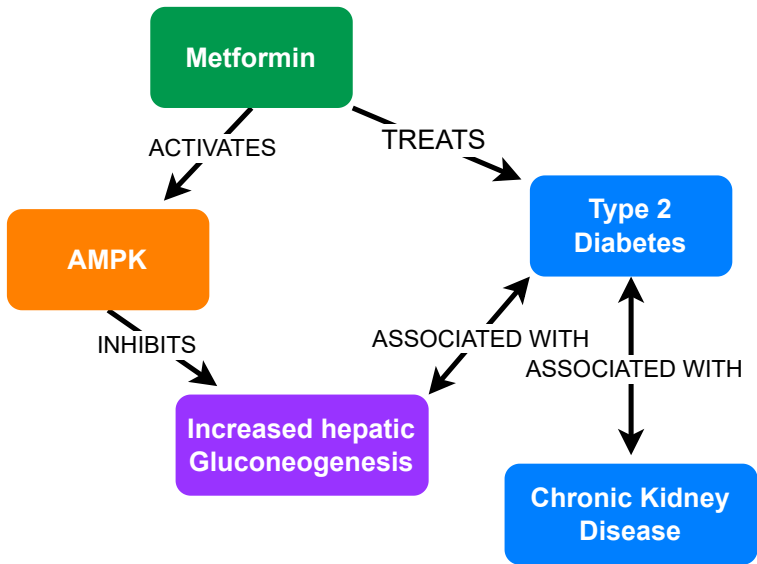 Metformin
ACTIVATES
TREATS
Type 2
Diabetes
AMPK
INHIBITS
ASSOCIATED WITH
ASSOCIATED WITH
Increased hepatic
Gluconeogenesis
Chronic Kidney
Disease